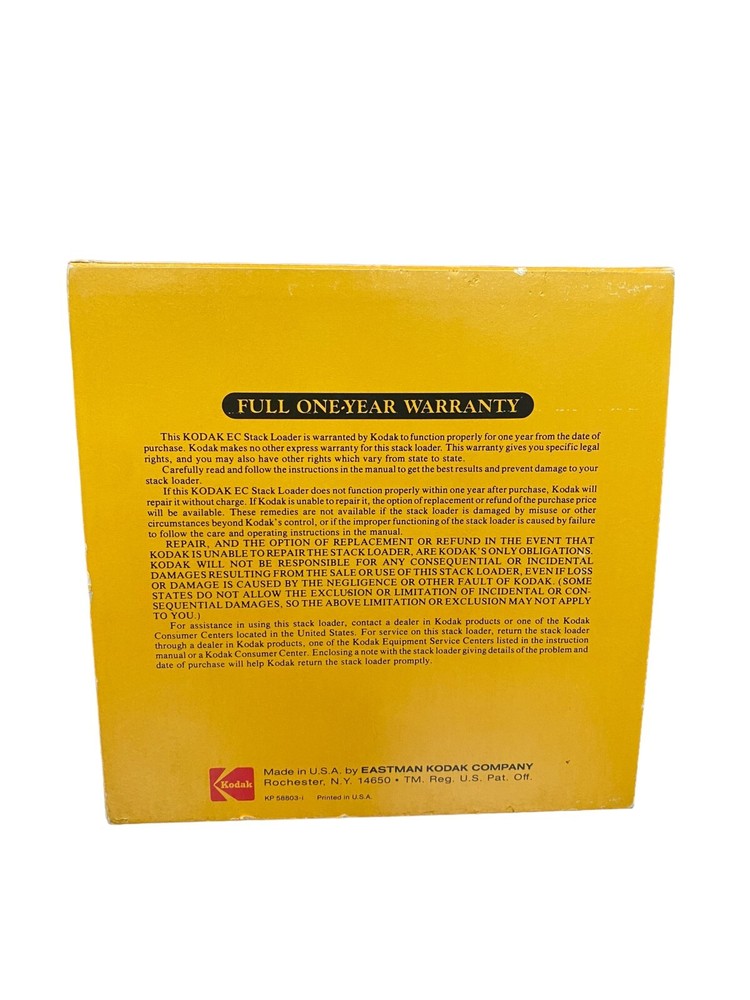 FULL ONE-YEAR WARRANTY
This KODAK EC Stack Loader is warranted by Kodak to function properly for one year from the date of
purchase. Kodak makes no other express warranty for this stack loader. This warranty gives you specific legal
rights, and you may also have other rights which vary from state to state.
Carefully read and follow the instructions in the manual to get the best results and prevent damage to your
stack loader.
If this KODAK EC Stack Loader does not function properly within one year after purchase, Kodak will
repair it without charge. If Kodak is unable to repair it, the option of replacement or refund of the purchase price
will be available. These remedies are not available if the stack loader is damaged by misuse or other
circumstances beyond Kodak's control, or if the improper functioning of the stack loader is caused by failure
to follow the care and operating instructions in the manual.
REPAIR, AND THE OPTION OF REPLACEMENT OR REFUND IN THE EVENT THAT
KODAK IS UNABLE TO REPAIR THE STACK LOADER, ARE KODAK'S ONLY OBLIGATIONS.
KODAK WILL NOT BE RESPONSIBLE FOR ANY CONSEQUENTIAL OR INCIDENTAL
DAMAGES RESULTING FROM THE SALE OR USE OF THIS STACK LOADER, EVEN IF LOSS
OR DAMAGE IS CAUSED BY THE NEGLIGENCE OR OTHER FAULT OF KODAK. (SOME
STATES DO NOT ALLOW THE EXCLUSION OR LIMITATION OF INCIDENTAL OR CON-
SEQUENTIAL DAMAGES, SO THE ABOVE LIMITATION OR EXCLUSION MAY NOT APPLY
TO YOU.)
For assistance in using this stack loader, contact a dealer in Kodak products or one of the Kodak
Consumer Centers located in the United States. For service on this stack loader, return the stack loader
through a dealer in Kodak products, one of the Kodak Equipment Service Centers listed in the instruction
manual or a Kodak Consumer Center. Enclosing a note with the stack loader giving details of the problem and
date of purchase will help Kodak return the stack loader promptly.
Kodak
Made in U.S.A. by EASTMAN KODAK COMPANY
Rochester, N.Y. 14650 • TM. Reg. U.S. Pat. Off.
KP 58803-i Printed in U.S.A.